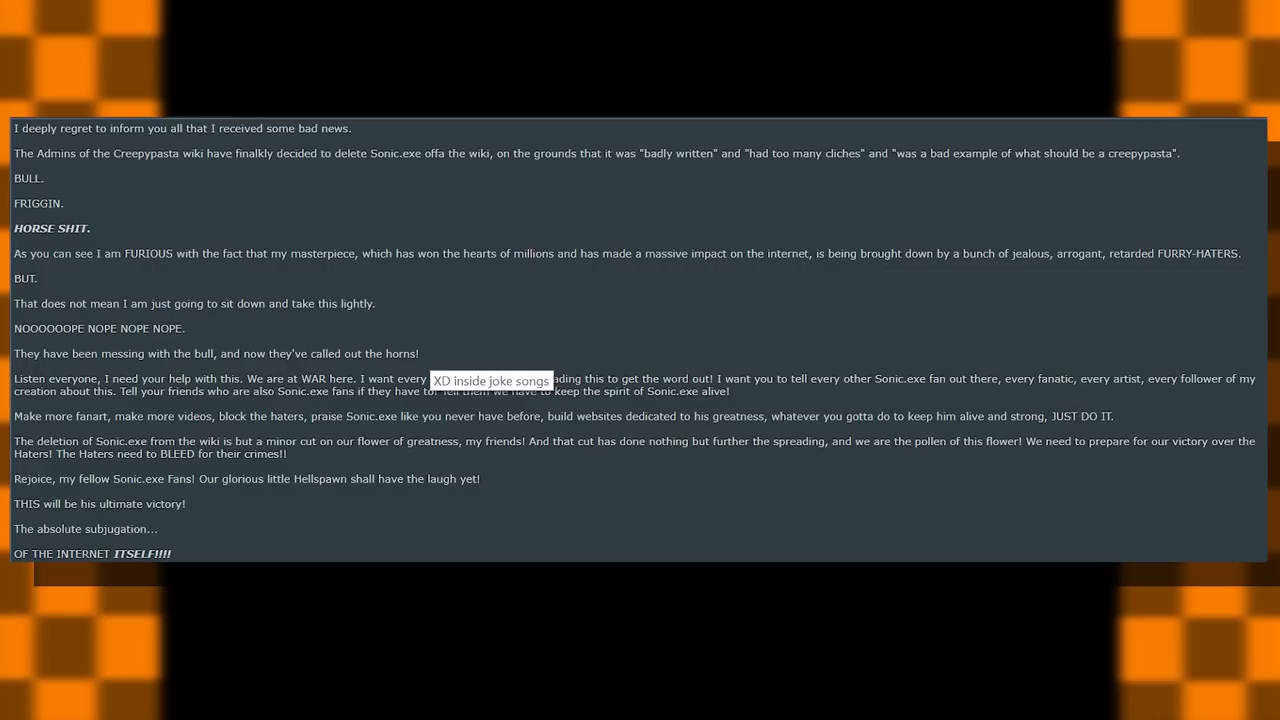 I deeply regret to inform you all that I received some bad news.
The Admins of the Creepypasta wiki have finalkly decided to delete Sonic.exe offa the wiki, on the grounds that it was "badly written" and "had too many cliches" and "was a bad example of what should be a creepypasta".
BULL.
FRIGGIN.
HORSE SHIT.
As you can see I am FURIOUS with the fact that my masterpiece, which has won the hearts of millions and has made a massive impact on the internet, is being brought down by a bunch of jealous, arrogant, retarded FURRY-HATERS.
BUT.
That does not mean I am just going to sit down and take this lightly.
NOOOOOOPE NOPE NOPE NOPE.
They have been messing with the bull, and now they've called out the horns!
Listen everyone, I need your help with this. We are at WAR here. I want every XD inside joke songs ading this to get the word out! I want you to tell every other Sonic.exe fan out there, every fanatic, every artist, every follower of my
creation about this. Tell your friends who are also Sonic.exe fans if they have to! Tell them we have to keep the spirit of Sonic.exe alive!
Make more fanart, make more videos, block the haters, praise Sonic.exe like you never have before, build websites dedicated to his greatness, whatever you gotta do to keep him alive and strong, JUST DO IT.
The deletion of Sonic.exe from the wiki is but a minor cut on our flower of greatness, my friends! And that cut has done nothing but further the spreading, and we are the pollen of this flower! We need to prepare for our victory over the
Haters! The Haters need to BLEED for their crimes!!
Rejoice, my fellow Sonic.exe Fans! Our glorious little Hellspawn shall have the laugh yet!
THIS will be his ultimate victory!
The absolute subjugation...
OF THE INTERNET ITSELF!!!!